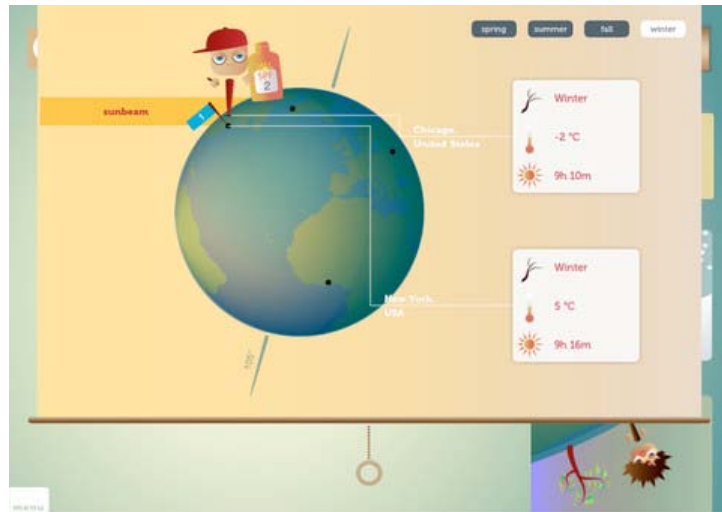 spring
summer
fall
winter
SPF
2
sunbeam
1
Chicago,
United States
Winter
-2 °C
9h 10m
New York,
USA
Winter
5 °C
9h 16m